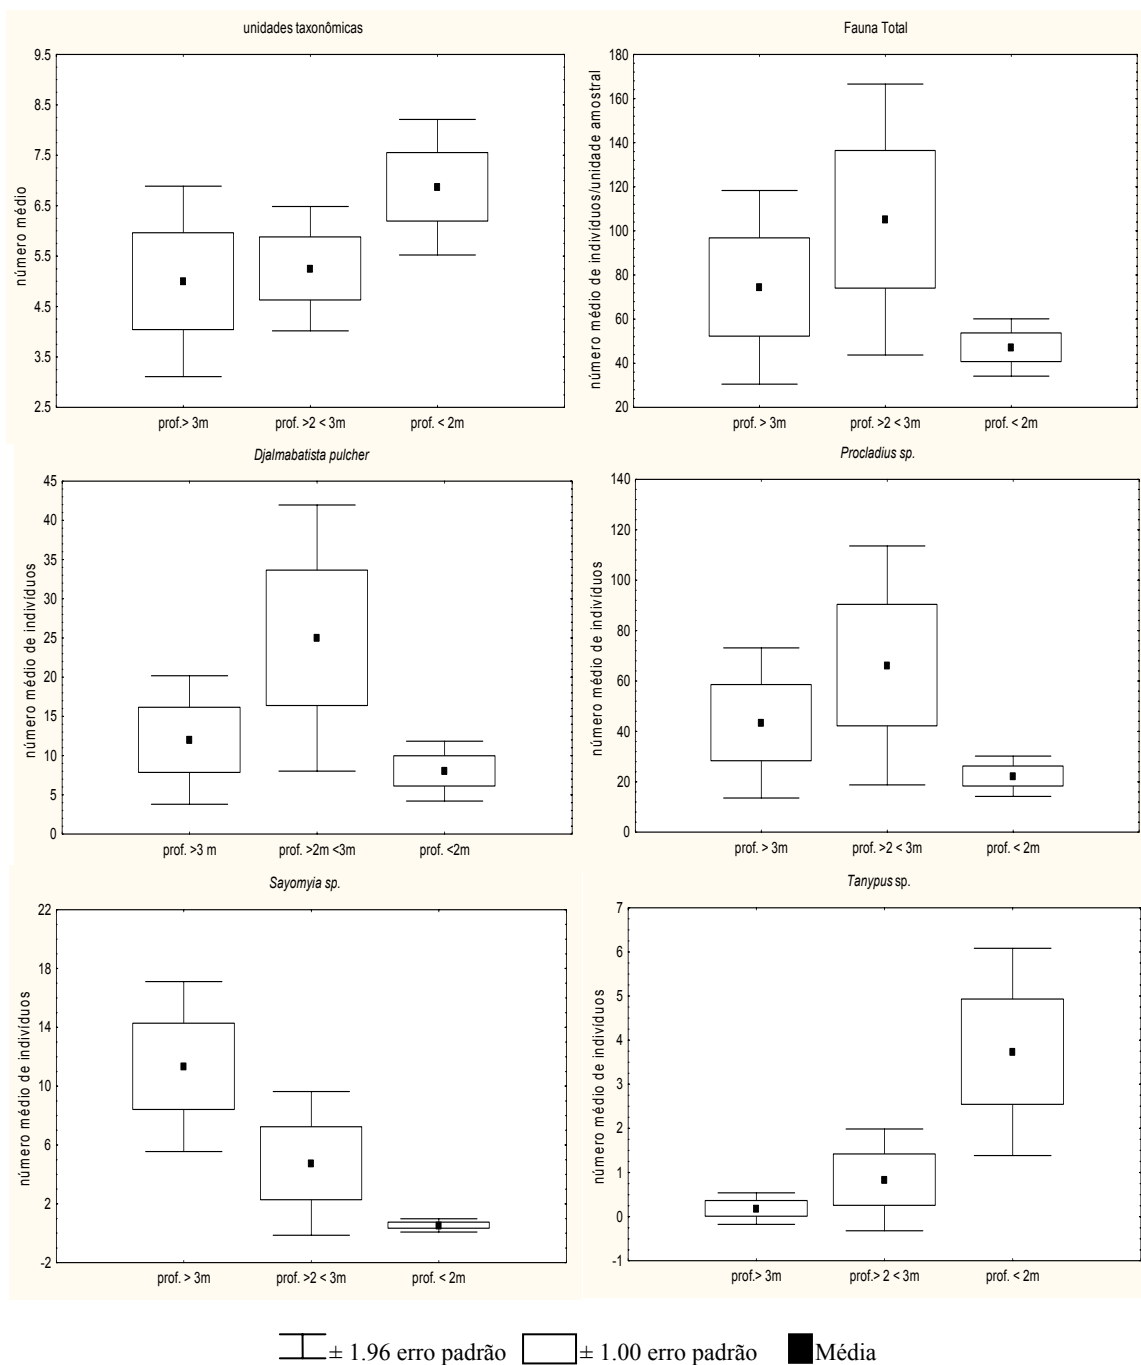 unidades taxonômicas
número médio
9.5
8.5
7.5
6.5
5.5
4.5
3.5
2.5
prof.> 3m
prof. >2 < 3m
prof. < 2m
Fauna Total
número médio de indivíduos/unidade amostral
180
160
140
120
100
80
60
40
20
prof. > 3m
prof. >2 < 3m
prof. < 2m
Djalmabatista pulcher
número médio de indivíduos
45
40
35
30
25
20
15
10
5
0
prof. >3 m
prof. >2m <3m
prof. <2m
Procladius sp.
número médio de indivíduos
140
120
100
80
60
40
20
0
prof. > 3m
prof. >2 < 3m
prof. < 2m
Sayomyia sp.
número médio de indivíduos
22
18
14
10
6
2
-2
prof. > 3m
prof. >2 < 3m
prof. < 2m
Tanypus sp.
número médio de indivíduos
7
6
5
4
3
2
1
0
-1
prof.> 3m
prof.> 2 < 3m
prof. < 2m
± 1.96 erro padrão ± 1.00 erro padrão Média